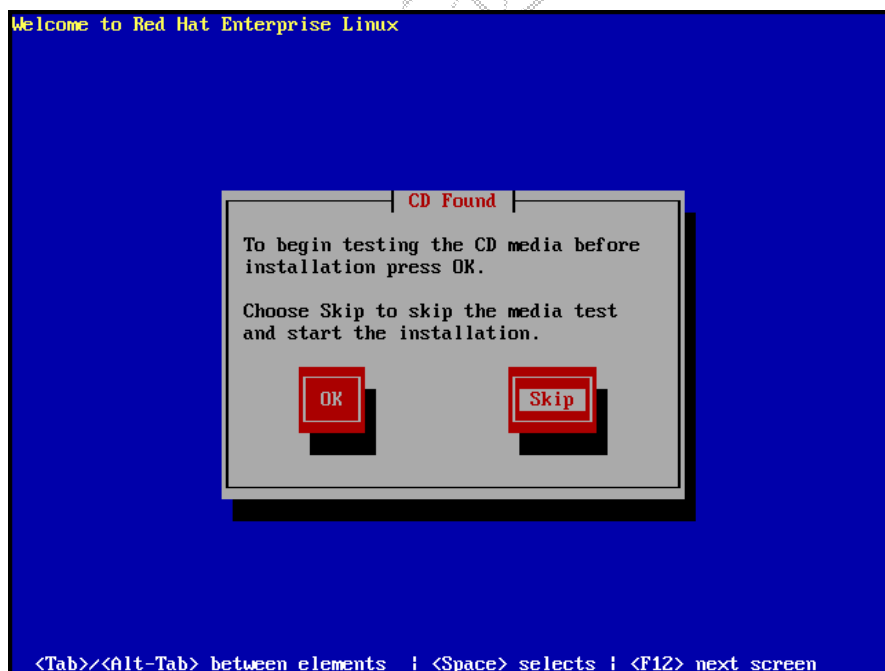 Welcome to Red Hat Enterprise Linux
CD Found
To begin testing the CD media before
installation press OK.
Choose Skip to skip the media test
and start the installation.
OK Skip
<Tab>/<Alt-Tab> between elements | <Space> selects | <F12> next screen